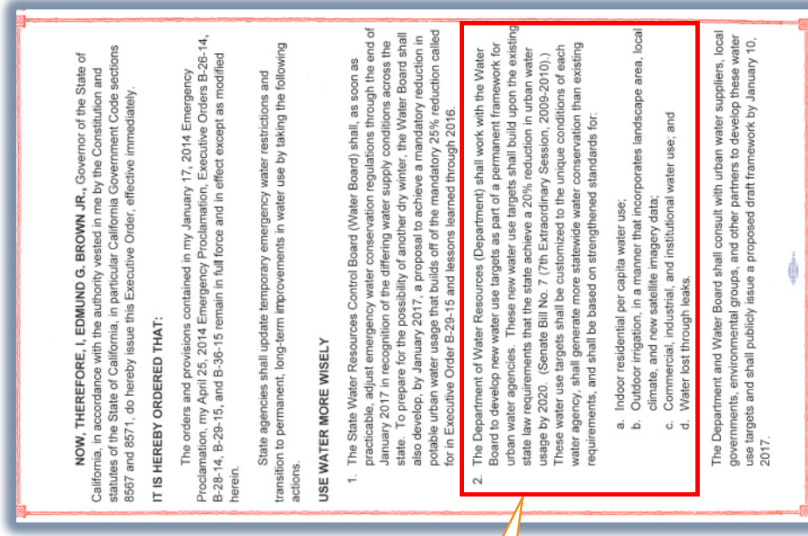 NOW, THEREFORE, I, EDMUND G. BROWN JR., Governor of the State of
California, in accordance with the authority vested in me by the Constitution and
statutes of the State of California, in particular California Government Code sections
8567 and 8571, do hereby issue this Executive Order, effective immediately.
IT IS HEREBY ORDERED THAT:
The orders and provisions contained in my January 17, 2014 Emergency
Proclamation, my April 25, 2014 Emergency Proclamation, Executive Orders B-26-14,
B-28-14, B-29-15, and B-36-15 remain in full force and in effect except as modified
herein.
State agencies shall update temporary emergency water restrictions and
transition to permanent, long-term improvements in water use by taking the following
actions.
USE WATER MORE WISELY
1. The State Water Resources Control Board (Water Board) shall, as soon as
practicable, adjust emergency water conservation regulations through the end of
January 2017 in recognition of the differing water supply conditions across the
state. To prepare for the possibility of another dry winter, the Water Board shall
also develop, by January 2017, a proposal to achieve a mandatory reduction in
potable urban water usage that builds off of the mandatory 25% reduction called
for in Executive Order B-29-15 and lessons learned through 2016.
2. The Department of Water Resources (Department) shall work with the Water
Board to develop new water use targets as part of a permanent framework for
urban water agencies. These new water use targets shall build upon the existing
state law requirements that the state achieve a 20% reduction in urban water
usage by 2020. (Senate Bill No. 7 (7th Extraordinary Session, 2009-2010).)
These water use targets shall be customized to the unique conditions of each
water agency, shall generate more statewide water conservation than existing
requirements, and shall be based on strengthened standards for:
a. Indoor residential per capita water use;
b. Outdoor irrigation, in a manner that incorporates landscape area, local
climate, and new satellite imagery data;
c. Commercial, industrial, and institutional water use; and
d. Water lost through leaks.
The Department and Water Board shall consult with urban water suppliers, local
governments, environmental groups, and other partners to develop these water
use targets and shall publicly issue a proposed draft framework by January 10,
2017.